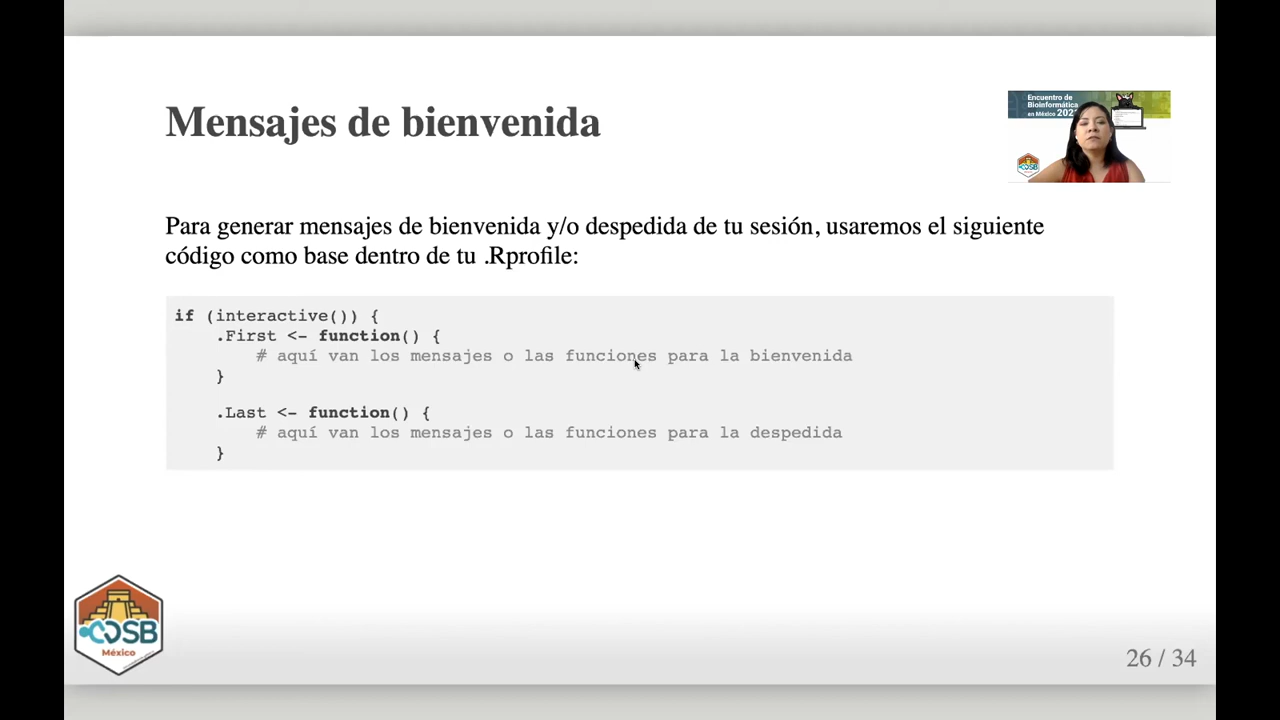 Mensajes de bienvenida
Encuentro de
Bioinformática
en México 202
COSB
Para generar mensajes de bienvenida y/o despedida de tu sesión, usaremos el siguiente
código como base dentro de tu .Rprofile:
if (interactive()) {
    .First <- function() {
        # aquí van los mensajes o las funciones para la bienvenida
    }
    .Last <- function() {
        # aquí van los mensajes o las funciones para la despedida
    }
CDSB
México
26 / 34